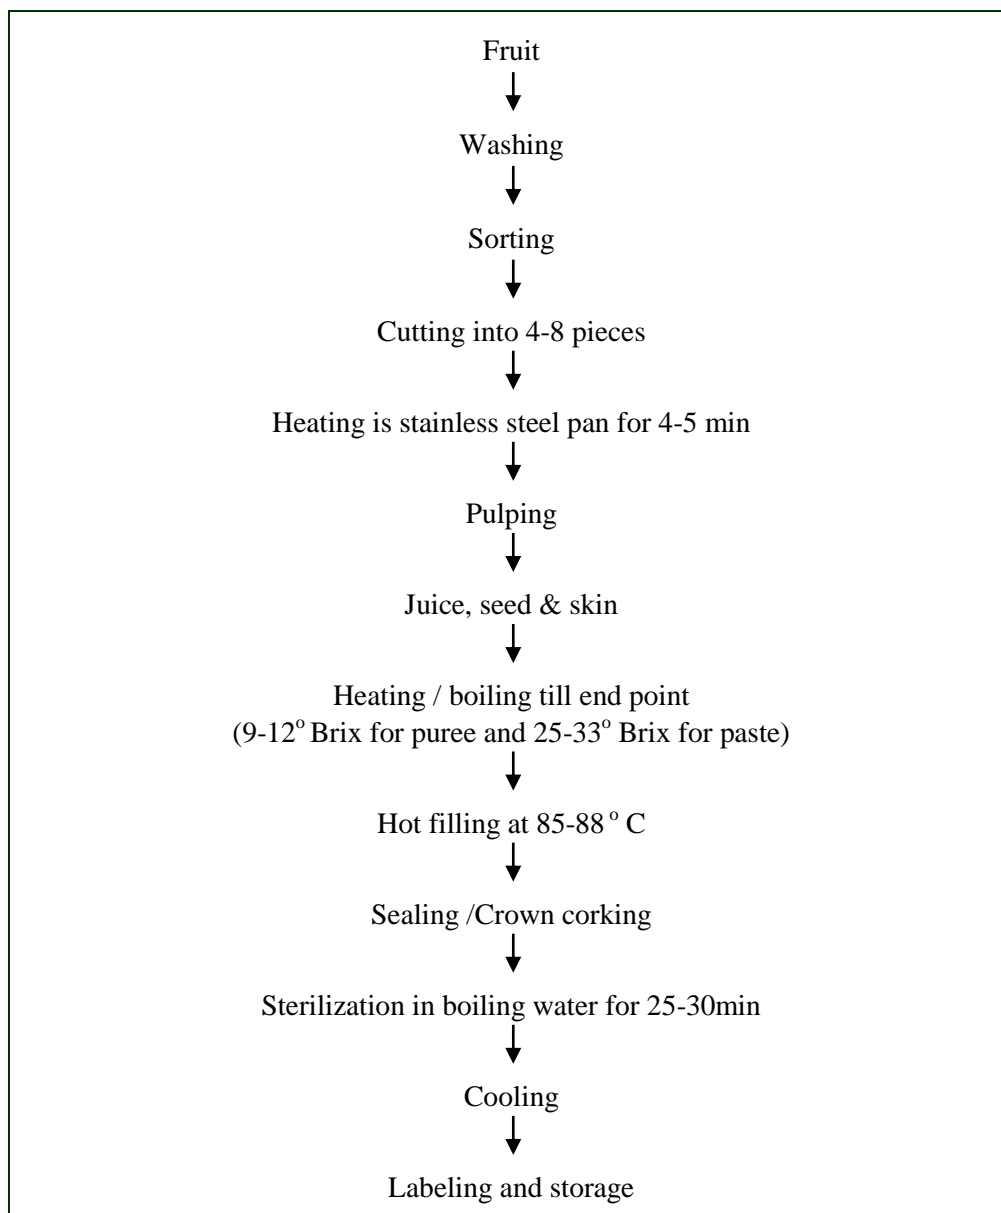 Fruit
Washing
Sorting
Cutting into 4-8 pieces
Heating is stainless steel pan for 4-5 min
Pulping
Juice, seed & skin
Heating / boiling till end point
(9-12° Brix for puree and 25-33° Brix for paste)
Hot filling at 85-88 ° C
Sealing /Crown corking
Sterilization in boiling water for 25-30min
Cooling
Labeling and storage